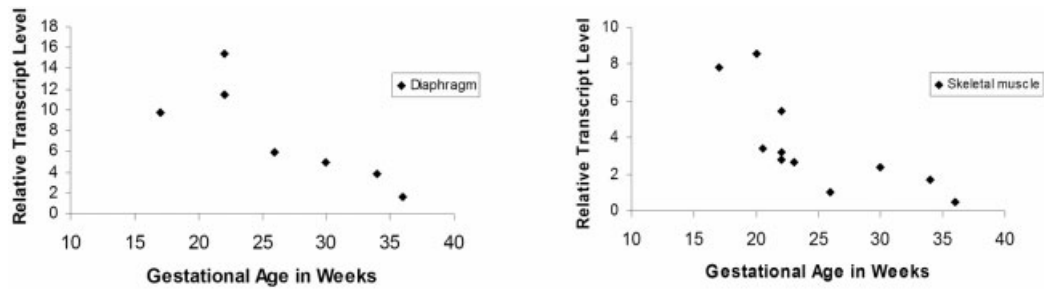 Relative Transcript Level
18
16
14
12
10
8
6
4
2
0
10 15 20 25 30 35 40
Gestational Age in Weeks
Diaphragm
Relative Transcript Level
10
8
6
4
2
0
10 15 20 25 30 35 40
Gestational Age in Weeks
Skeletal muscle